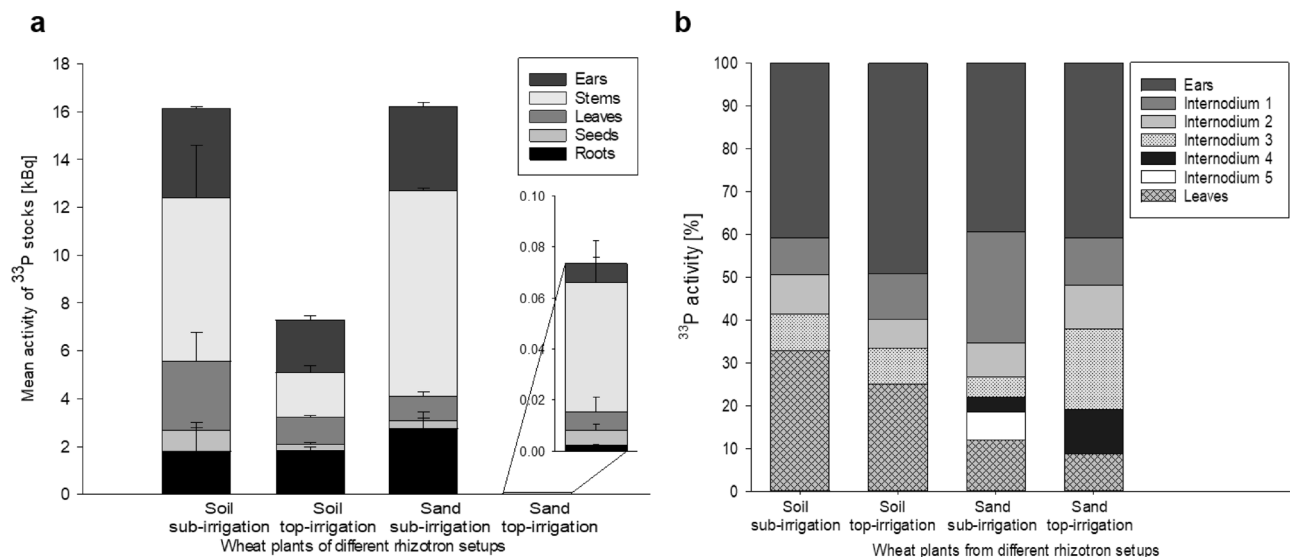 a
Mean activity of 33P stocks [kBq]
18
16
14
12
10
8
6
4
2
0
Ears
Stems
Leaves
Seeds
Roots
0.10
0.08
0.06
0.04
0.02
0.00
Soil sub-irrigation
Soil top-irrigation
Sand sub-irrigation
Sand top-irrigation
Wheat plants of different rhizotron setups
b
33P activity [%]
100
90
80
70
60
50
40
30
20
10
0
Ears
Internodium 1
Internodium 2
Internodium 3
Internodium 4
Internodium 5
Leaves
Soil sub-irrigation
Soil top-irrigation
Sand sub-irrigation
Sand top-irrigation
Wheat plants from different rhizotron setups